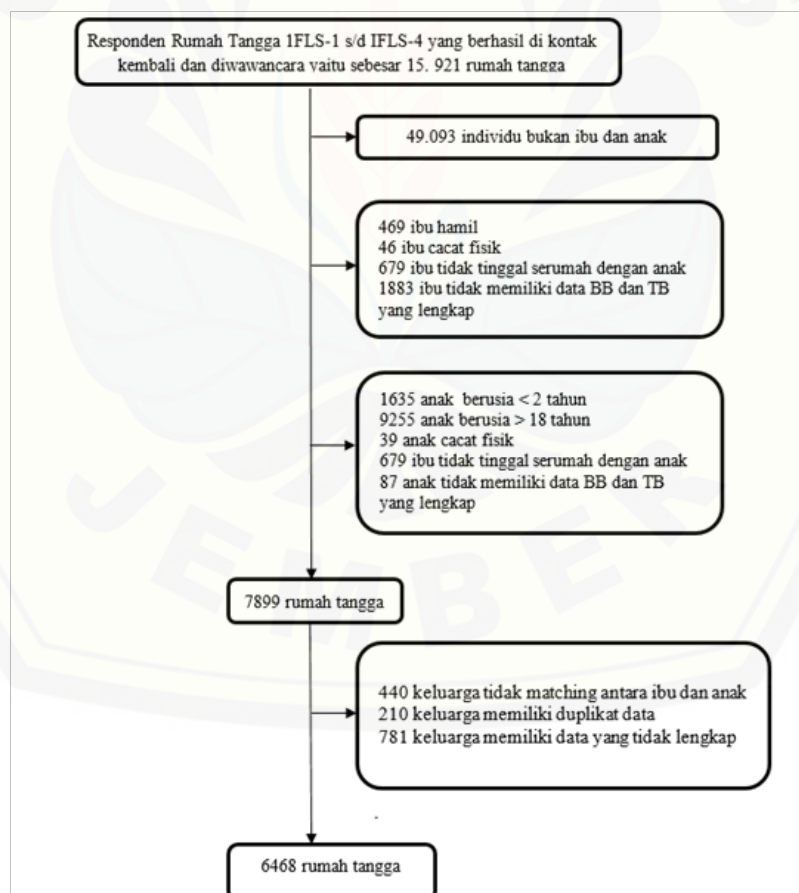 Responden Rumah Tangga 1FLS-1 s/d IFLS-4 yang berhasil di kontak
kembali dan diwawancara yaitu sebesar 15. 921 rumah tangga
49.093 individu bukan ibu dan anak
469 ibu hamil
46 ibu cacat fisik
679 ibu tidak tinggal serumah dengan anak
1883 ibu tidak memiliki data BB dan TB
yang lengkap
1635 anak berusia < 2 tahun
9255 anak berusia > 18 tahun
39 anak cacat fisik
679 ibu tidak tinggal serumah dengan anak
87 anak tidak memiliki data BB dan TB
yang lengkap
JEMBER
7899 rumah tangga
440 keluarga tidak matching antara ibu dan anak
210 keluarga memiliki duplikat data
781 keluarga memiliki data yang tidak lengkap
6468 rumah tangga